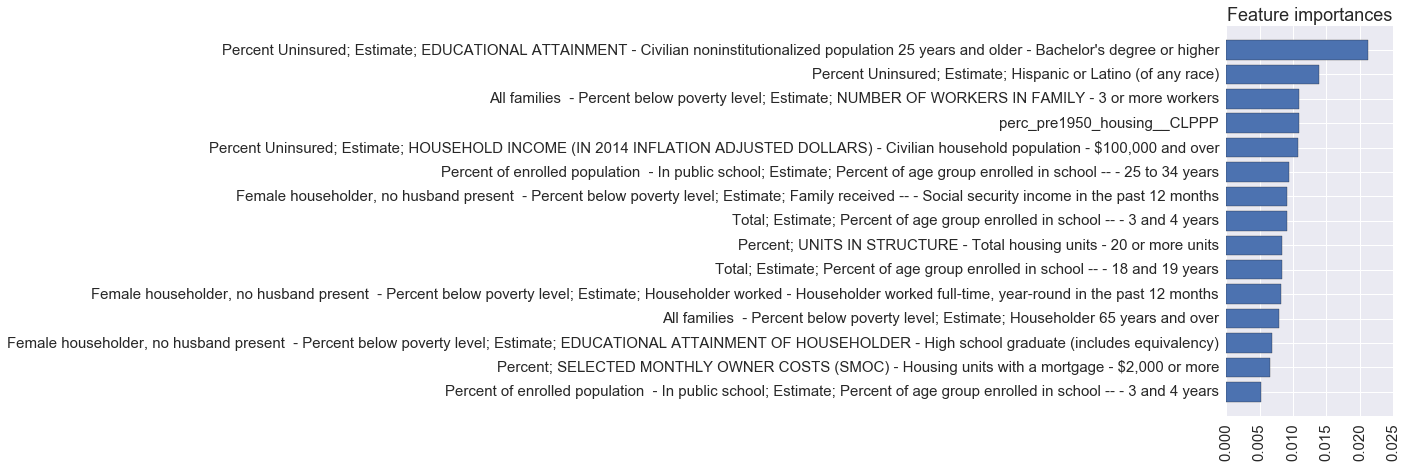 Feature importances
Percent Uninsured; Estimate; EDUCATIONAL ATTAINMENT - Civilian noninstitutionalized population 25 years and older - Bachelor's degree or higher
Percent Uninsured; Estimate; Hispanic or Latino (of any race)
All families  - Percent below poverty level; Estimate; NUMBER OF WORKERS IN FAMILY - 3 or more workers
perc_pre1950_housing__CLPPP
Percent Uninsured; Estimate; HOUSEHOLD INCOME (IN 2014 INFLATION ADJUSTED DOLLARS) - Civilian household population - $100,000 and over
Percent of enrolled population  - In public school; Estimate; Percent of age group enrolled in school -- - 25 to 34 years
Female householder, no husband present  - Percent below poverty level; Estimate; Family received -- - Social security income in the past 12 months
Total; Estimate; Percent of age group enrolled in school -- - 3 and 4 years
Percent; UNITS IN STRUCTURE - Total housing units - 20 or more units
Total; Estimate; Percent of age group enrolled in school -- - 18 and 19 years
Female householder, no husband present  - Percent below poverty level; Estimate; Householder worked - Householder worked full-time, year-round in the past 12 months
All families  - Percent below poverty level; Estimate; Householder 65 years and over
Female householder, no husband present  - Percent below poverty level; Estimate; EDUCATIONAL ATTAINMENT OF HOUSEHOLDER - High school graduate (includes equivalency)
Percent; SELECTED MONTHLY OWNER COSTS (SMOC) - Housing units with a mortgage - $2,000 or more
Percent of enrolled population  - In public school; Estimate; Percent of age group enrolled in school -- - 3 and 4 years
0.000
0.005
0.010
0.015
0.020
0.025